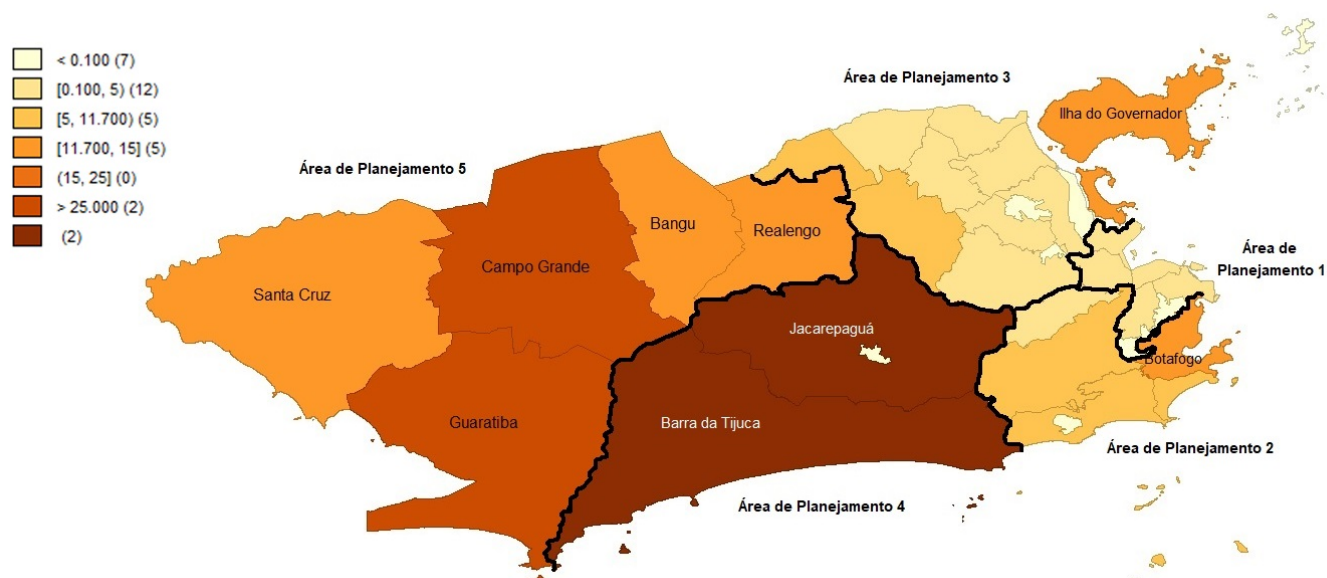 < 0.100 (7)
[0.100, 5) (12)
[5, 11.700) (5)
[11.700, 15] (5)
(15, 25] (0)
> 25.000 (2)
(2)
Área de Planejamento 3
Ilha do Governador
Área de Planejamento 5
Bangu
Realengo
Campo Grande
Santa Cruz
Área de
Planejamento 1
Jacarepaguá
Botafogo
Guaratiba
Barra da Tijuca
Área de Planejamento 2
Área de Planejamento 4